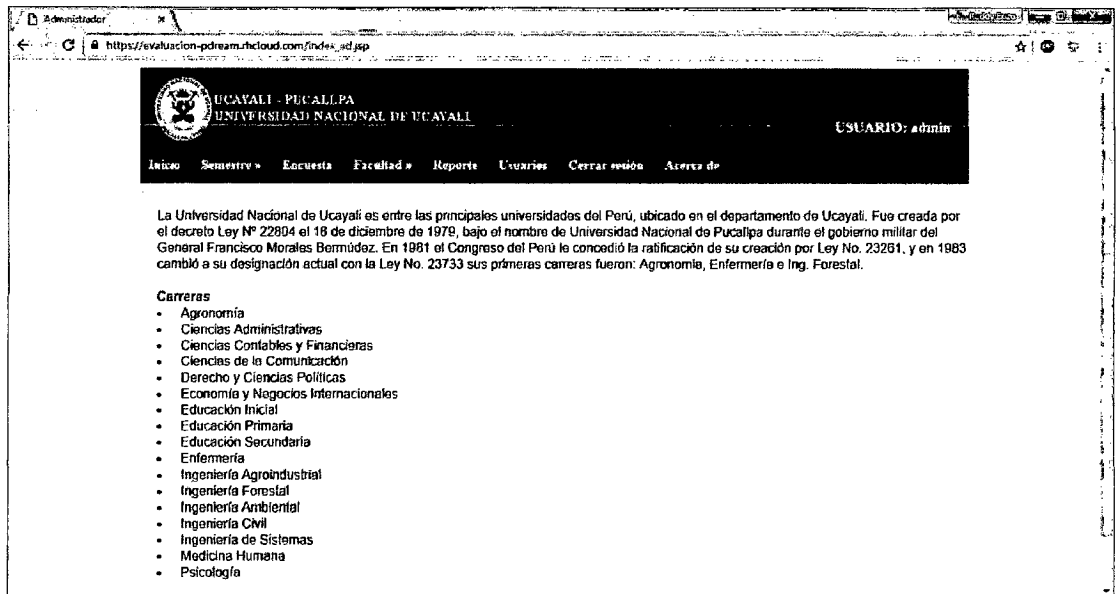 Administrador
https://evaluacion-pdream.rhcloud.com/index_ad.jsp
UCAYALI - PUCALLPA
UNIVERSIDAD NACIONAL DE UCAYALI
USUARIO: admin
Inicio Semestre » Encuesta Facultad » Reporte Usuarios Cerrar sesión Acerca de
La Universidad Nacional de Ucayali es entre las principales universidades del Perú, ubicado en el departamento de Ucayali. Fue creada por
el decreto Ley Nº 22804 el 18 de diciembre de 1979, bajo el nombre de Universidad Nacional de Pucallpa durante el gobierno militar del
General Francisco Morales Bermúdez. En 1981 el Congreso del Perú le concedió la ratificación de su creación por Ley No. 23261, y en 1983
cambió a su designación actual con la Ley No. 23733 sus primeras carreras fueron: Agronomía, Enfermería e Ing. Forestal.
Carreras
• Agronomía
• Ciencias Administrativas
• Ciencias Contables y Financieras
• Ciencias de la Comunicación
• Derecho y Ciencias Políticas
• Economía y Negocios Internacionales
• Educación Inicial
• Educación Primaria
• Educación Secundaria
• Enfermería
• Ingeniería Agroindustrial
• Ingeniería Forestal
• Ingeniería Ambiental
• Ingeniería Civil
• Ingeniería de Sistemas
• Medicina Humana
• Psicología